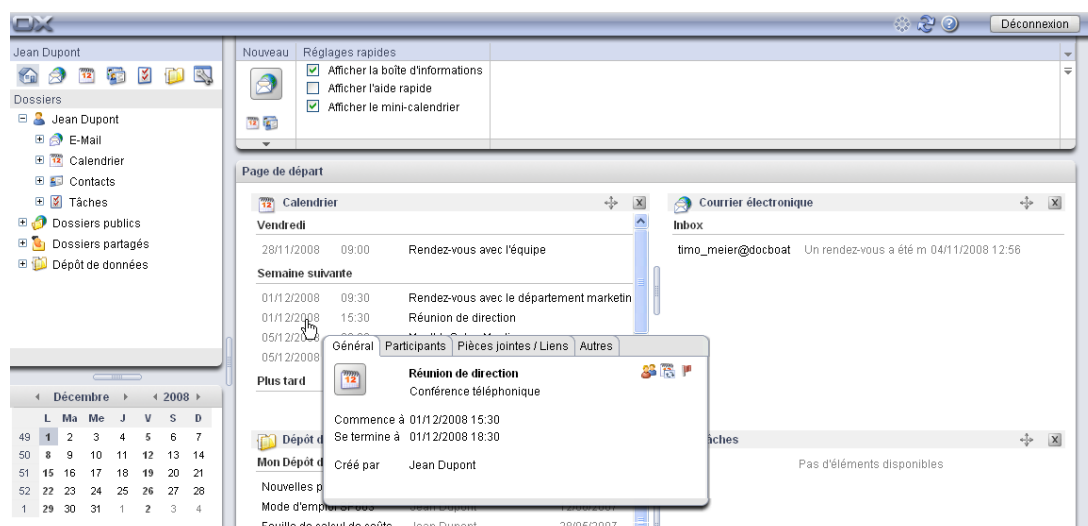 OX
Déconnexion
Jean Dupont
Dossiers
Jean Dupont
E-Mail
Calendrier
Contacts
Tâches
Dossiers publics
Dossiers partagés
Dépôt de données
Décembre 2008
L Ma Me J V S D
49 1 2 3 4 5 6 7
50 8 9 10 11 12 13 14
51 15 16 17 18 19 20 21
52 22 23 24 25 26 27 28
1 29 30 31 1 2 3 4
Nouveau Réglages rapides
Afficher la boîte d'informations
Afficher l'aide rapide
Afficher le mini-calendrier
Page de départ
Calendrier
Vendredi
28/11/2008 09:00 Rendez-vous avec l'équipe
Semaine suivante
01/12/2008 09:30 Rendez-vous avec le département marketin
01/12/2008 15:30 Réunion de direction
05/12/2008
05/12/2008
Plus tard
Courrier électronique
Inbox
timo_meier@docboat Un rendez-vous a été m 04/11/2008 12:56
Général Participants Pièces jointes / Liens Autres
Réunion de direction
Conférence téléphonique
Commence à 01/12/2008 15:30
Se termine à 01/12/2008 18:30
Créé par Jean Dupont
Dépôt d
Mon Dépôt d
Nouvelles p
Mode d'emploi
Feuille de calcul de coûts Jean Dupont 28/05/2007
âches
Pas d'éléments disponibles